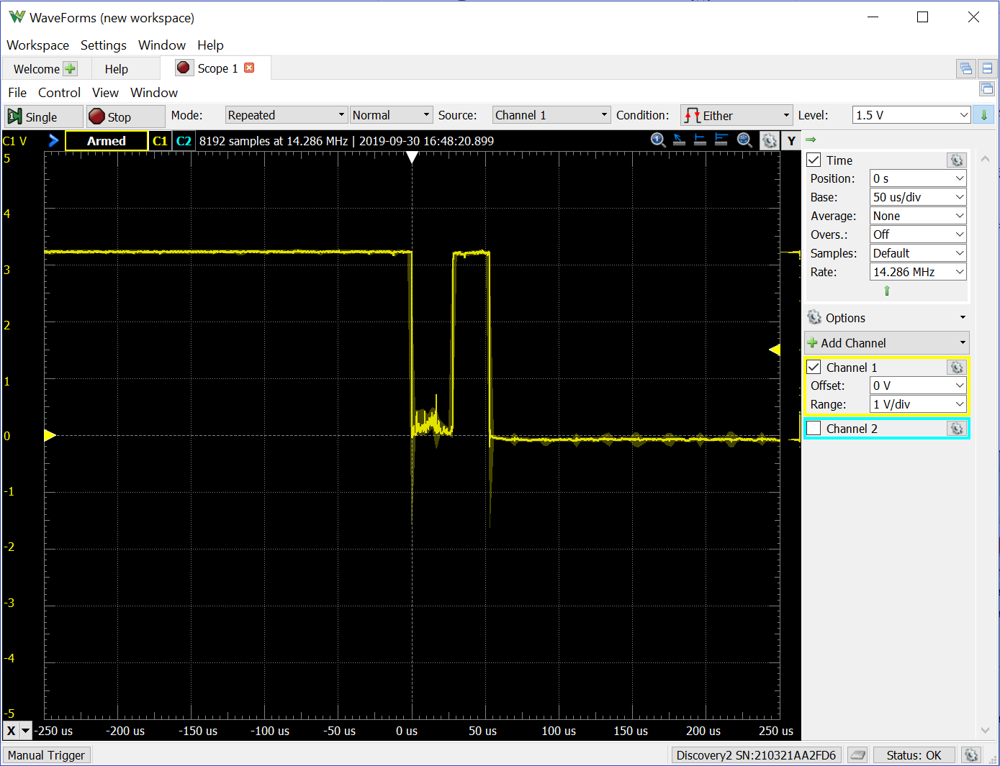 WaveForms (new workspace)
Workspace Settings Window Help
Welcome Help Scope 1
File Control View Window
Single Stop Mode: Repeated Normal Source: Channel 1 Condition: Either Level: 1.5 V
C1 V Armed C1 C2 8192 samples at 14.286 MHz | 2019-09-30 16:48:20.899 Y
5
4
3
2
1
0
-1
-2
-3
-4
-5
X -250 us -200 us -150 us -100 us -50 us 0 us 50 us 100 us 150 us 200 us 250 us
Time
Position: 0 s
Base: 50 us/div
Average: None
Overs.: Off
Samples: Default
Rate: 14.286 MHz
Options
Add Channel
Channel 1
Offset: 0 V
Range: 1 V/div
Channel 2
Manual Trigger Discovery2 SN:210321AA2FD6 Status: OK